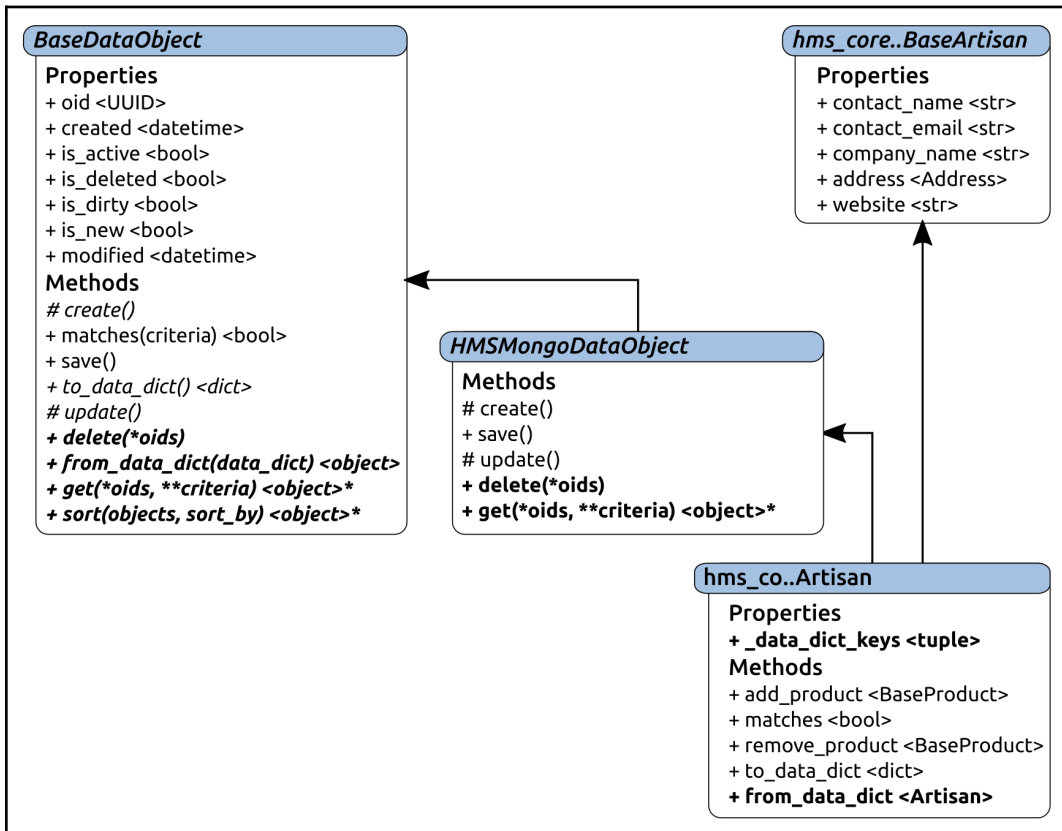 BaseDataObject
Properties
+ oid <UUID>
+ created <datetime>
+ is_active <bool>
+ is_deleted <bool>
+ is_dirty <bool>
+ is_new <bool>
+ modified <datetime>
Methods
# create()
+ matches(criteria) <bool>
+ save()
+ to_data_dict() <dict>
# update()
+ delete(*oids)
+ from_data_dict(data_dict) <object>
+ get(*oids, **criteria) <object>*
+ sort(objects, sort_by) <object>*
hms_core..BaseArtisan
Properties
+ contact_name <str>
+ contact_email <str>
+ company_name <str>
+ address <Address>
+ website <str>
HMSMongoDataObject
Methods
# create()
+ save()
# update()
+ delete(*oids)
+ get(*oids, **criteria) <object>*
hms_co..Artisan
Properties
+ _data_dict_keys <tuple>
Methods
+ add_product <BaseProduct>
+ matches <bool>
+ remove_product <BaseProduct>
+ to_data_dict <dict>
+ from_data_dict <Artisan>